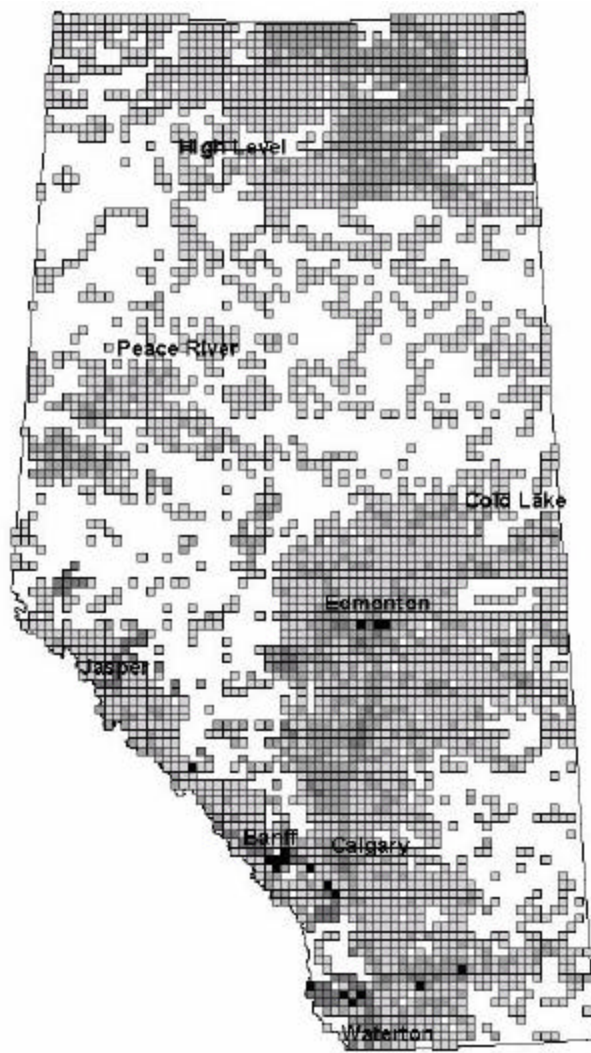 High Level
Peace River
Cold Lake
Edmonton
Jasper
Banff
Calgary
Waterton